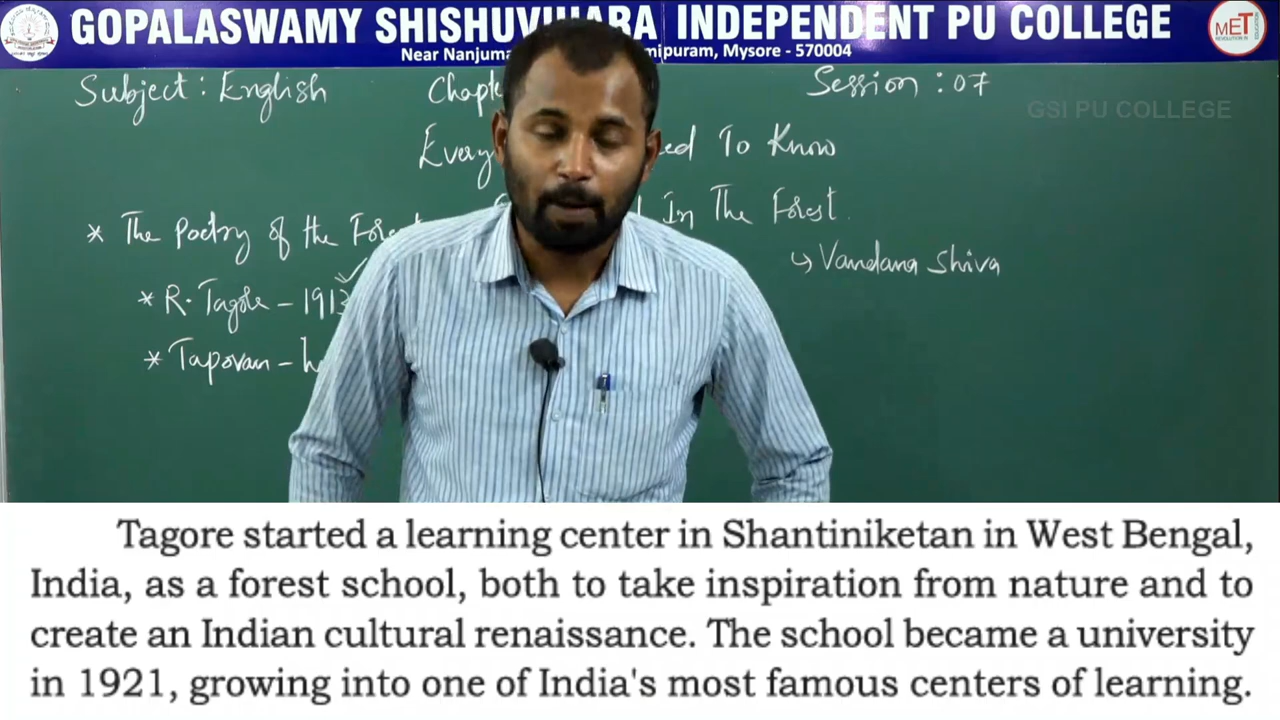 GOPALASWAMY SHISHUVIHARA INDEPENDENT PU COLLEGE
Near Nanjuma mipuram, Mysore - 570004
MET
Subject : English Chapte Session : 07
GSI PU COLLEGE
Every ed To Know
* The Poetry of the Fore In The Forest
↳ Vandana Shiva
* R. Tagore - 1913
* Tapovan - h
Tagore started a learning center in Shantiniketan in West Bengal,
India, as a forest school, both to take inspiration from nature and to
create an Indian cultural renaissance. The school became a university
in 1921, growing into one of India's most famous centers of learning.